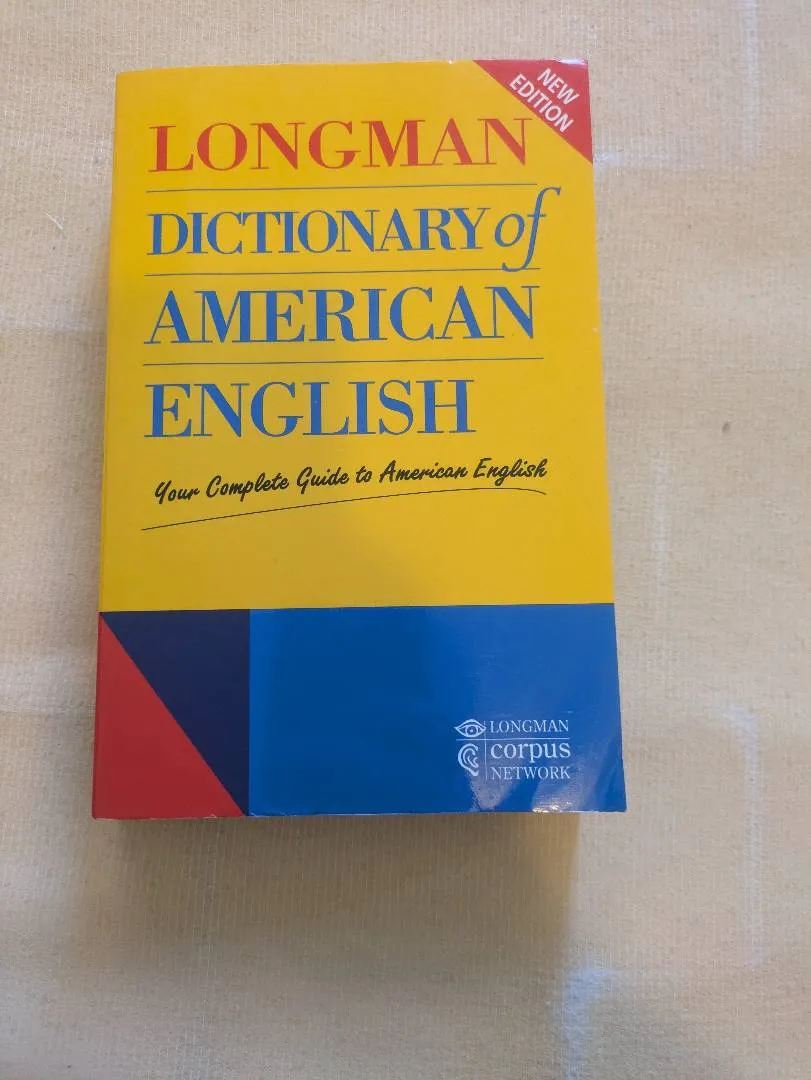 NEW
EDITION
LONGMAN
DICTIONARY of
AMERICAN
ENGLISH
Your Complete Guide to American English
LONGMAN
corpus
NETWORK